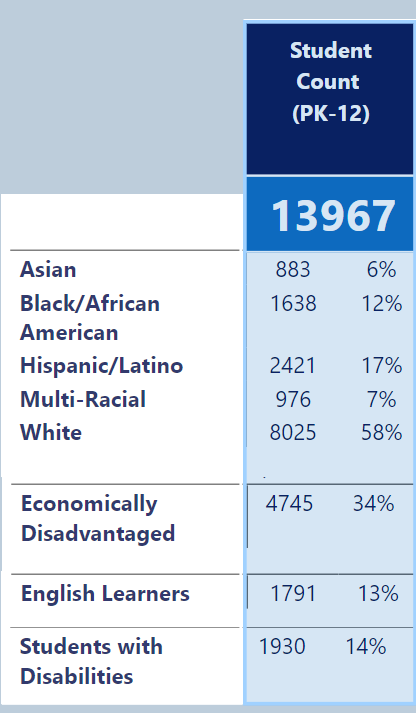 Student
Count
(PK-12)
13967
Asian 883 6%
Black/African 1638 12%
American
Hispanic/Latino 2421 17%
Multi-Racial 976 7%
White 8025 58%
Economically 4745 34%
Disadvantaged
English Learners 1791 13%
Students with 1930 14%
Disabilities